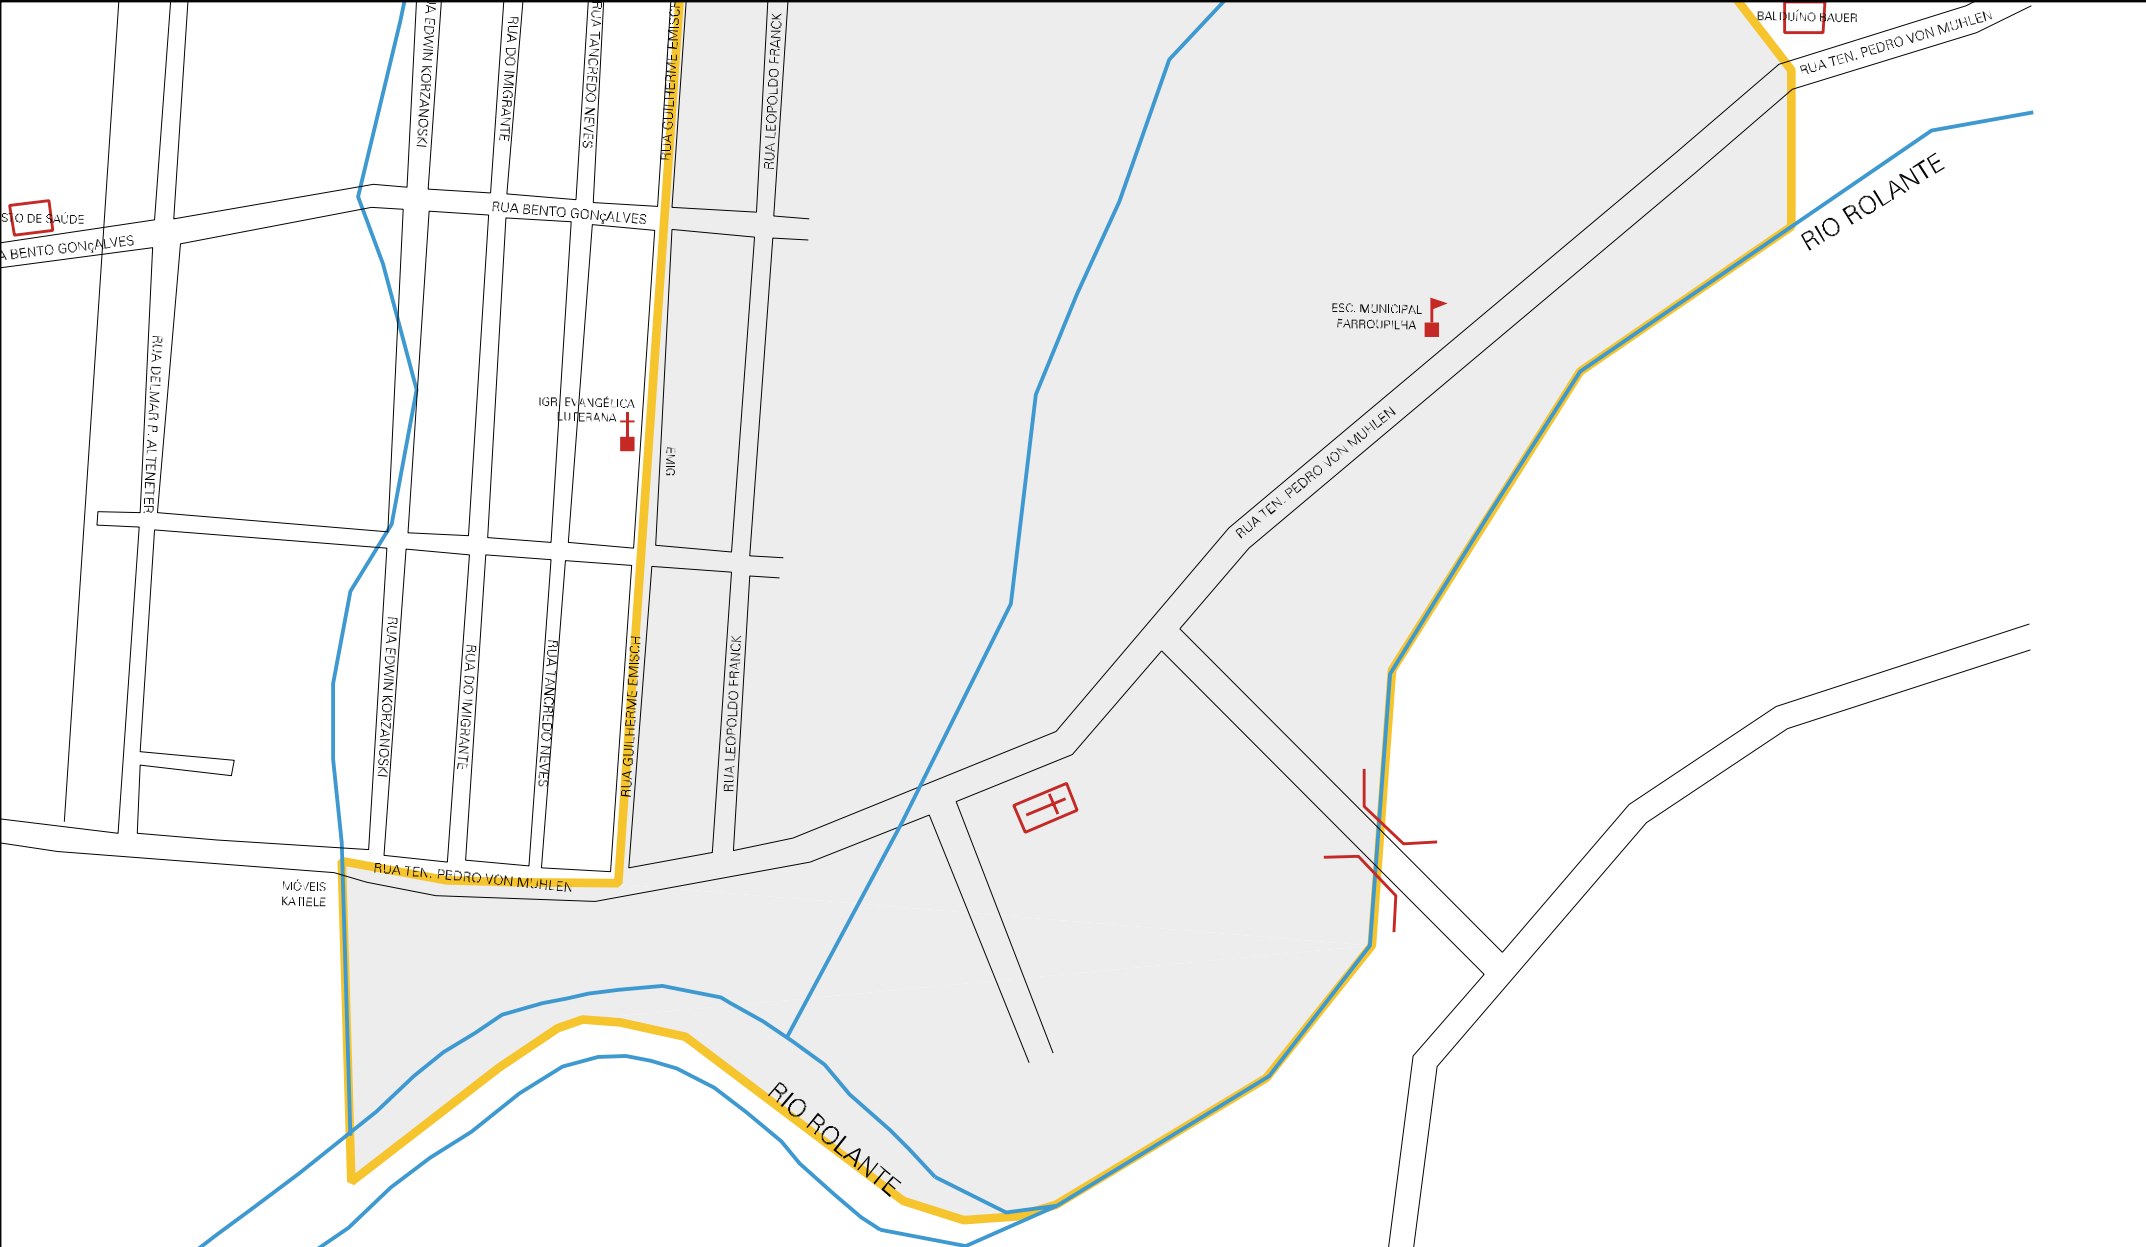 RUA EDWIN KORZANOSKI
RUA DO IMIGRANTE
RUA TANCREDO NEVES
RUA GUILHERME EMISCH
RUA LEOPOLDO FRANCK
BALDUÍNO BAUER
RUA TEN. PEDRO VON MUHLEN
RIO ROLANTE
STO DE SAÚDE
A BENTO GONçALVES
RUA BENTO GONçALVES
ESC. MUNICIPAL
FARROUPILHA
RUA DELMAR P. ALTENETER
IGR. EVANGÉLICA
LUTERANA
EMIG
RUA TEN. PEDRO VON MUHLEN
RUA EDWIN KORZANOSKI
RUA DO IMIGRANTE
RUA TANCREDO NEVES
RUA GUILHERME EMISCH
RUA LEOPOLDO FRANCK
RUA TEN. PEDRO VON MUHLEN
MÓVEIS
KATIELE
RIO ROLANTE